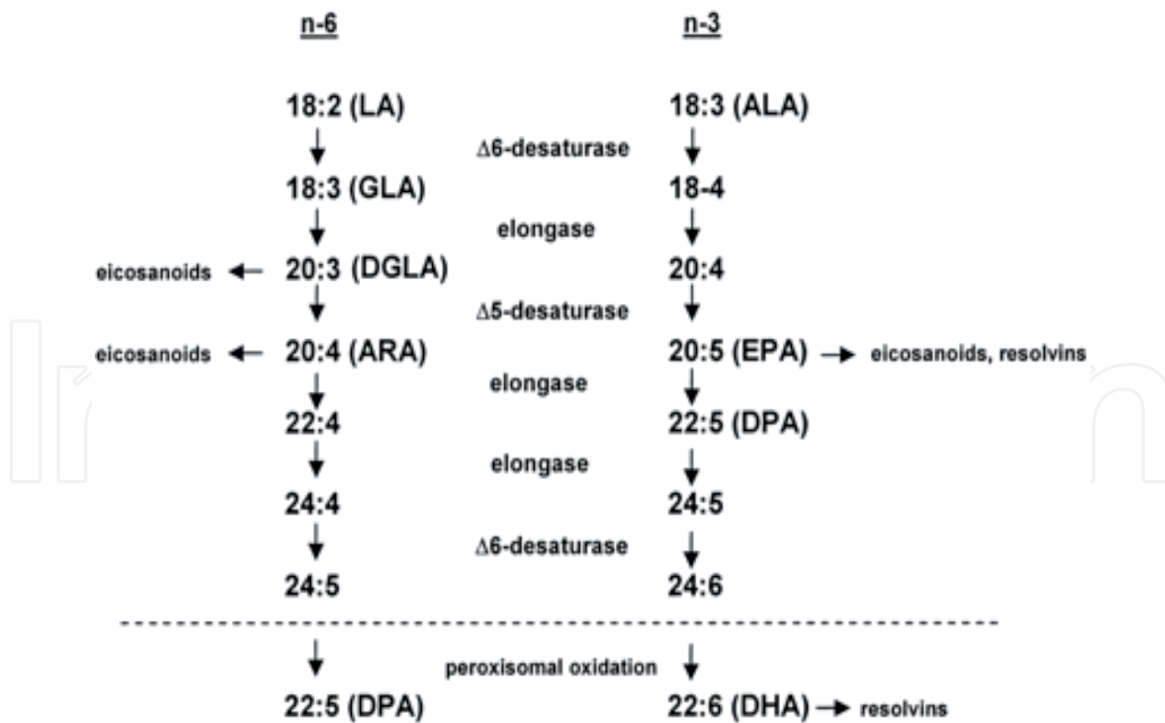 n-6 n-3
18:2 (LA) 18:3 (ALA)
Δ6-desaturase
18:3 (GLA) 18-4
elongase
eicosanoids 20:3 (DGLA) 20:4
Δ5-desaturase
eicosanoids 20:4 (ARA) 20:5 (EPA) eicosanoids, resolvins
elongase
22:4 22:5 (DPA)
elongase
24:4 24:5
Δ6-desaturase
24:5 24:6
peroxisomal oxidation
22:5 (DPA) 22:6 (DHA) resolvins